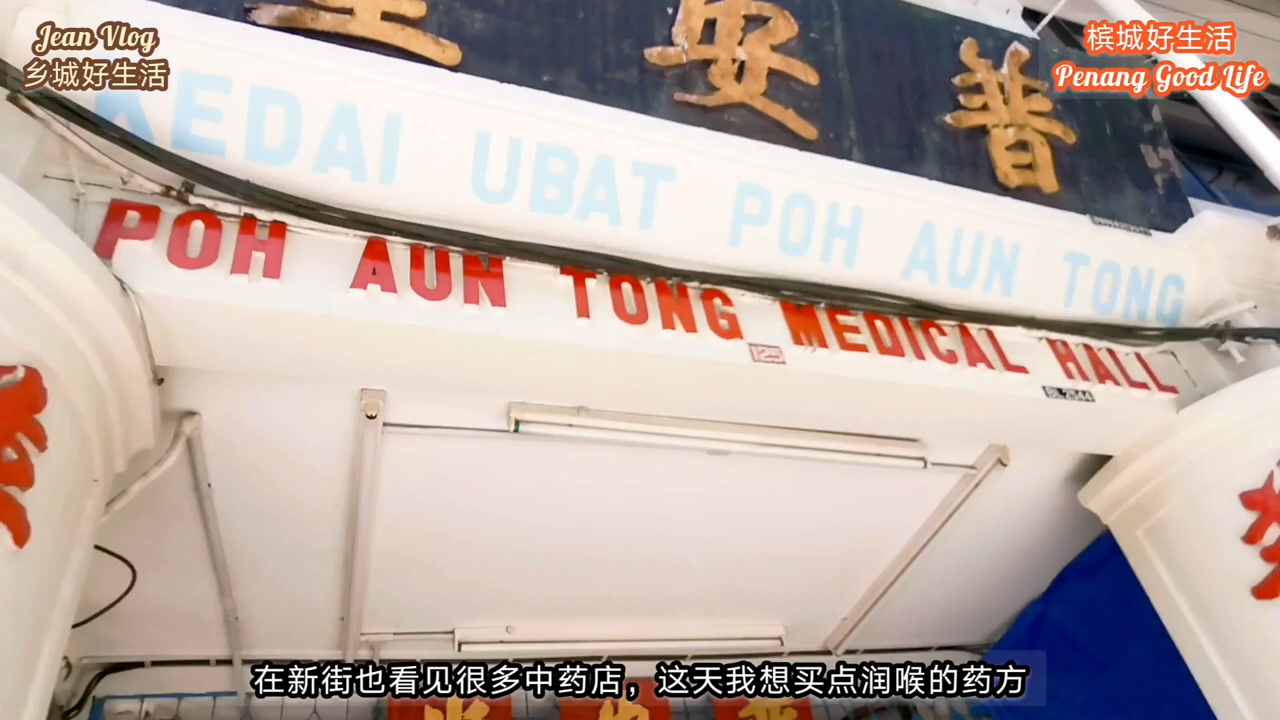 Jean Vlog
乡城好生活
槟城好生活
Penang Good Life
普安堂
KEDAI UBAT POH AUN TONG
POH AUN TONG MEDICAL HALL
125
在新街也看见很多中药店，这天我想买点润喉的药方